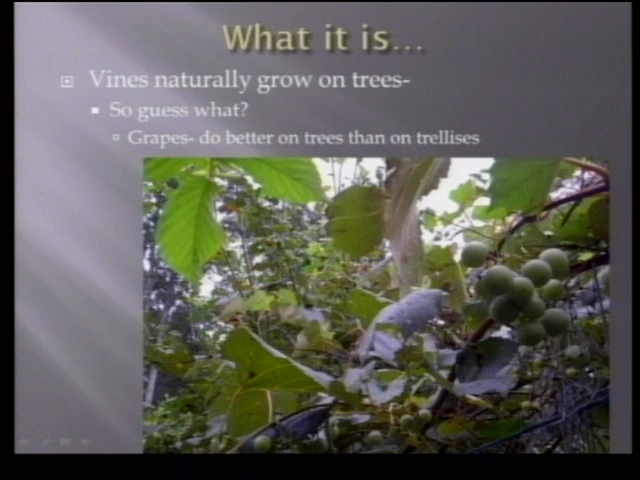 What it is...
Vines naturally grow on trees-
So guess what?
Grapes- do better on trees than on trellises